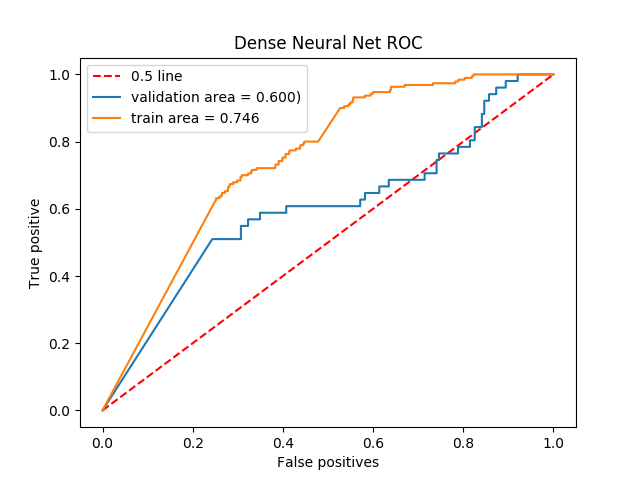 Dense Neural Net ROC
0.5 line
validation area = 0.600)
train area = 0.746
1.0
0.8
0.6
0.4
0.2
0.0
True positive
0.0 0.2 0.4 0.6 0.8 1.0
False positives